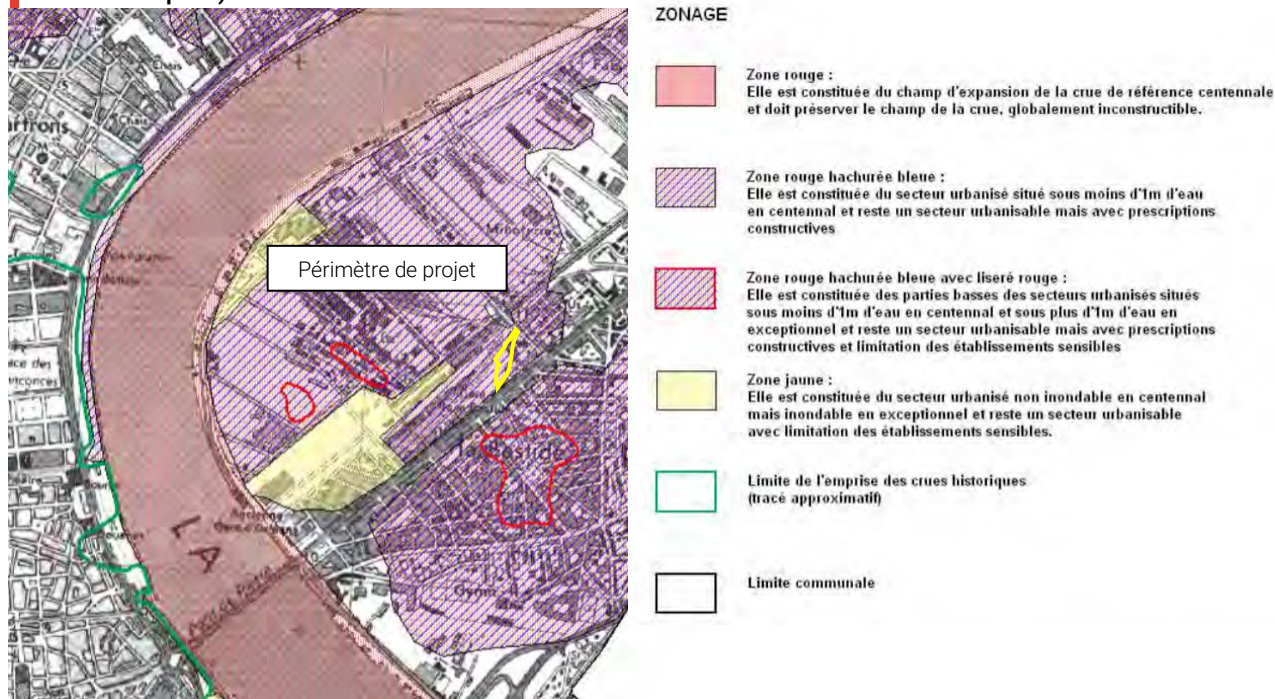 ZONAGE
Zone rouge :
Elle est constituée du champ d'expansion de la crue de référence centennale
et doit préserver le champ de la crue, globalement inconstructible.
Zone rouge hachurée bleue :
Elle est constituée du secteur urbanisé situé sous moins d'1m d'eau
en centennal et reste un secteur urbanisable mais avec prescriptions
constructives
Zone rouge hachurée bleue avec liseré rouge :
Elle est constituée des parties basses des secteurs urbanisés situés
sous moins d'1m d'eau en centennal et sous plus d'1m d'eau en
exceptionnel et reste un secteur urbanisable mais avec prescriptions
constructives et limitation des établissements sensibles
Zone jaune :
Elle est constituée du secteur urbanisé non inondable en centennal
mais inondable en exceptionnel et reste un secteur urbanisable
avec limitation des établissements sensibles.
Limite de l'emprise des crues historiques
(tracé approximatif)
Limite communale
Périmètre de projet
Chais
artrons
la Bastide
LA
Pont de Pierre
Gymn